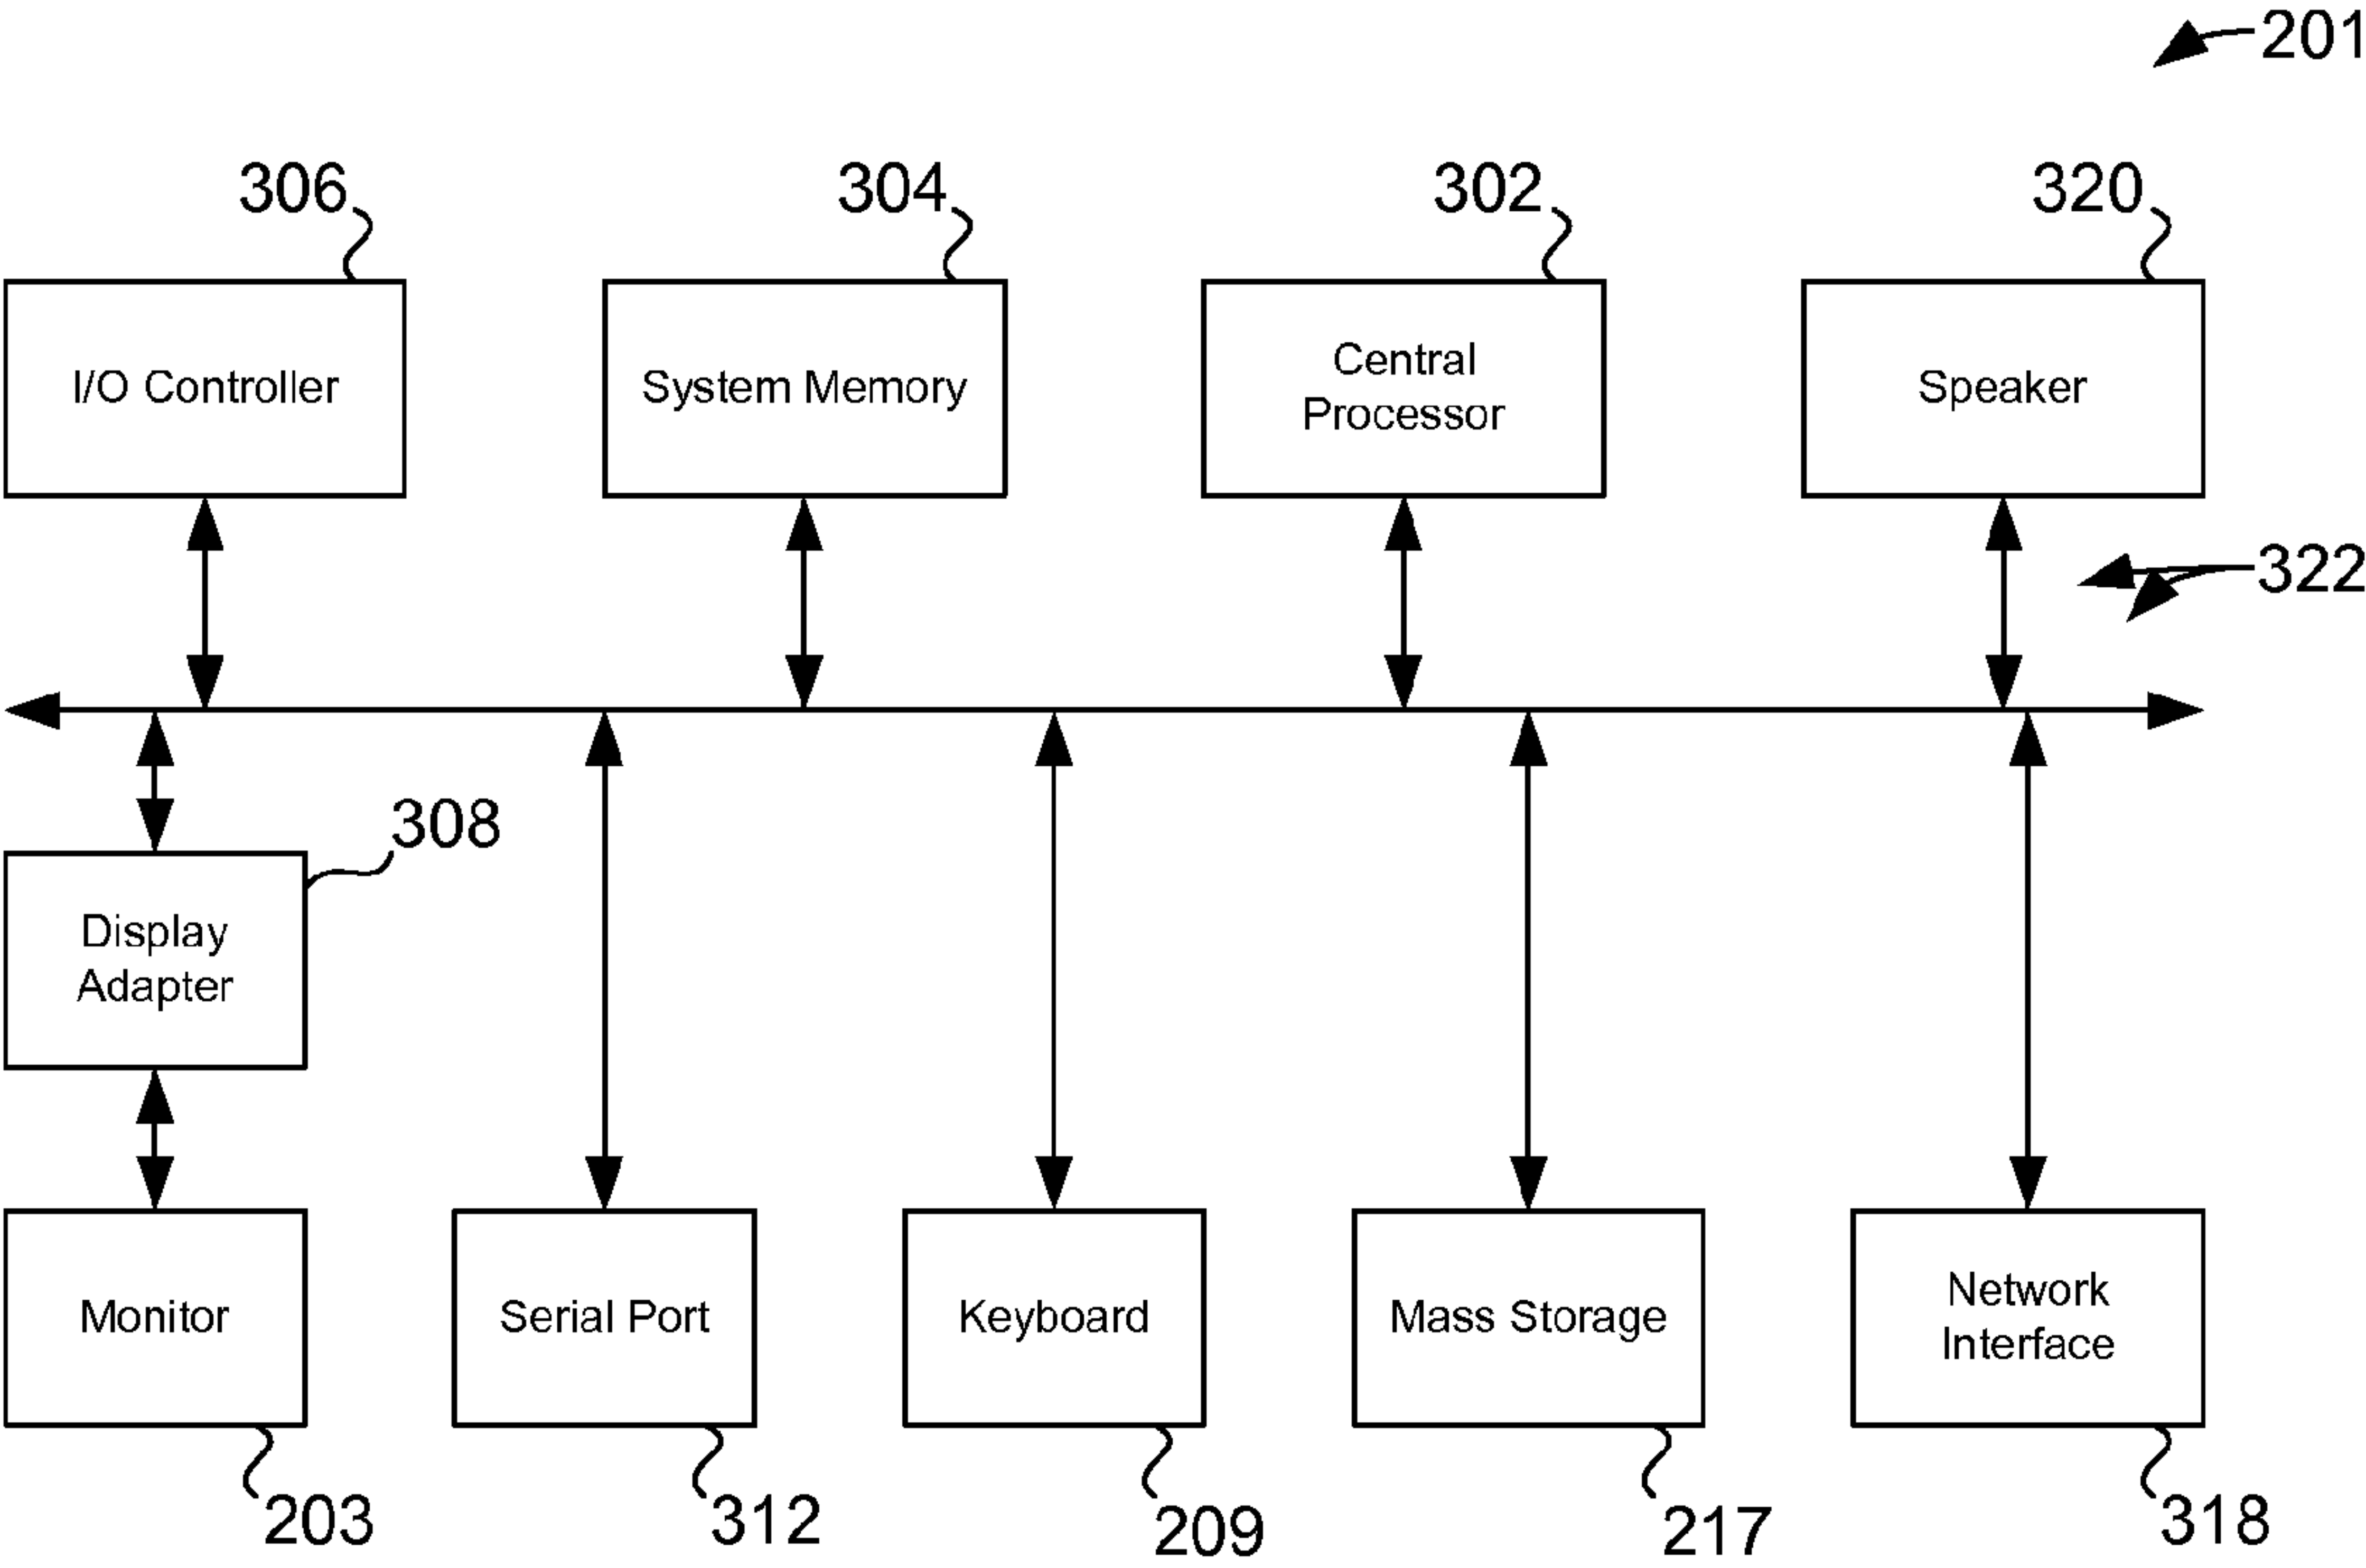 201
306
304
302
320
I/O Controller
System Memory
Central
Processor
Speaker
322
308
Display
Adapter
Monitor
Serial Port
Keyboard
Mass Storage
Network
Interface
203
312
209
217
318